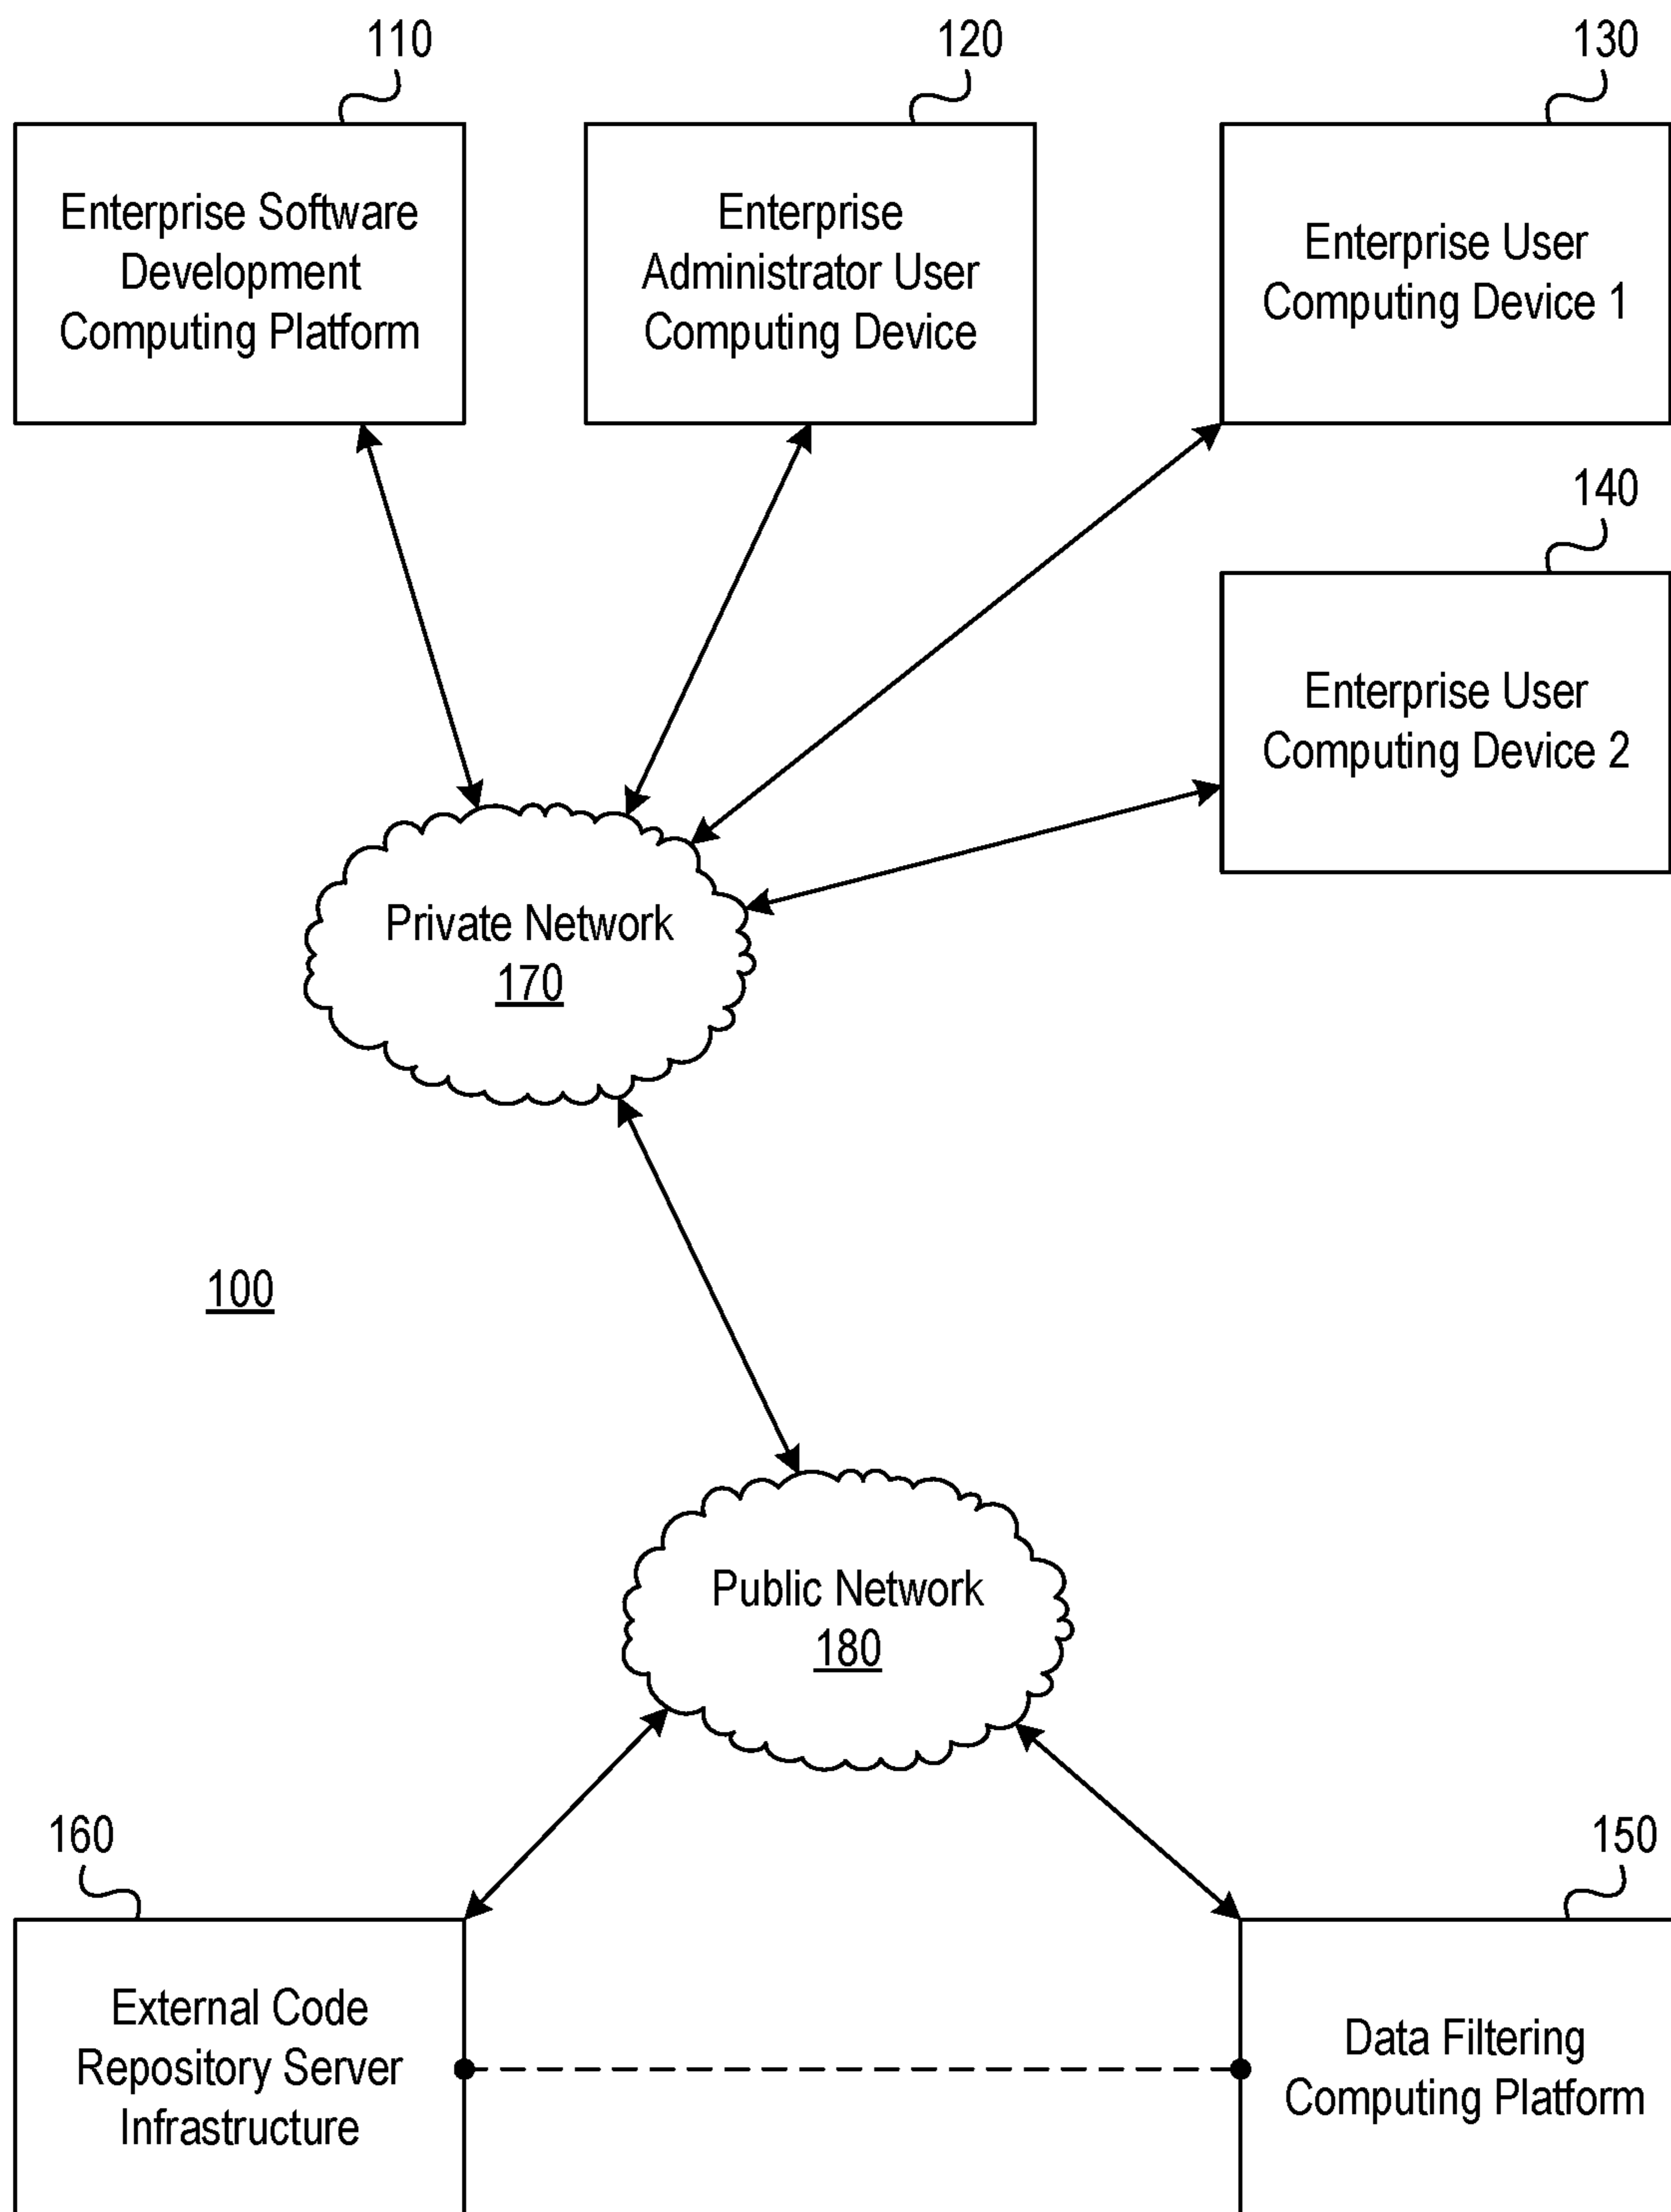 110
Enterprise Software
Development
Computing Platform
120
Enterprise
Administrator User
Computing Device
130
Enterprise User
Computing Device 1
140
Enterprise User
Computing Device 2
Private Network
170
100
Public Network
180
160
External Code
Repository Server
Infrastructure
150
Data Filtering
Computing Platform